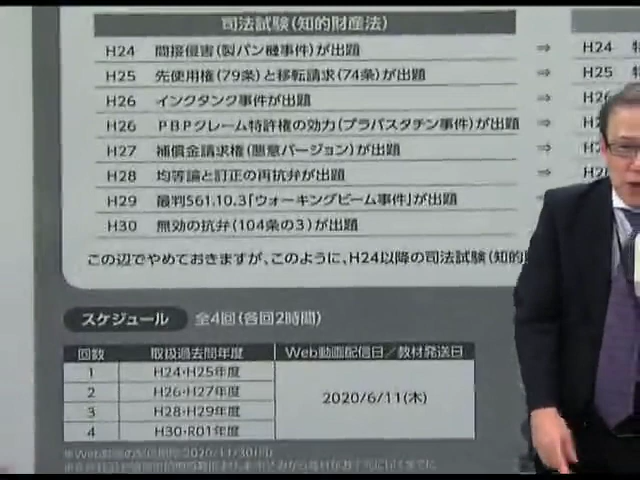 司法試験(知的財産法)
H24 間接侵害(製パン機事件)が出題 ⇒ H24
H25 先使用権(79条)と移転請求(74条)が出題 ⇒ H25
H26 インクタンク事件が出題 ⇒ H26
H26 PBPクレーム特許権の効力(プラバスタチン事件)が出題 ⇒
H27 補償金請求権(悪意バージョン)が出題 ⇒
H28 均等論と訂正の再抗弁が出題 ⇒
H29 最判S61.10.3「ウォーキングビーム事件」が出題 ⇒
H30 無効の抗弁(104条の3)が出題 ⇒
この辺でやめておきますが、このように、H24以降の司法試験(知的
スケジュール 全4回(各回2時間)
回数 取扱過去問年度 Web動画配信日/教材発送日
1 H24・H25年度
2 H26・H27年度
2020/6/11(木)
3 H28・H29年度
4 H30・R01年度